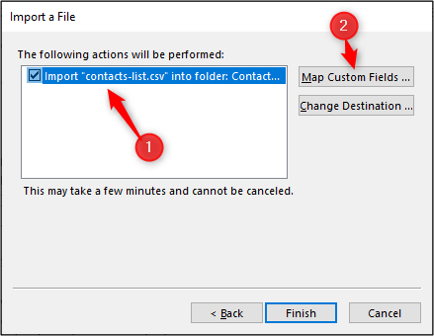 Import a File
2
The following actions will be performed:
Import "contacts-list.csv" into folder: Contact...
Map Custom Fields ...
Change Destination ...
1
This may take a few minutes and cannot be canceled.
< Back
Finish
Cancel